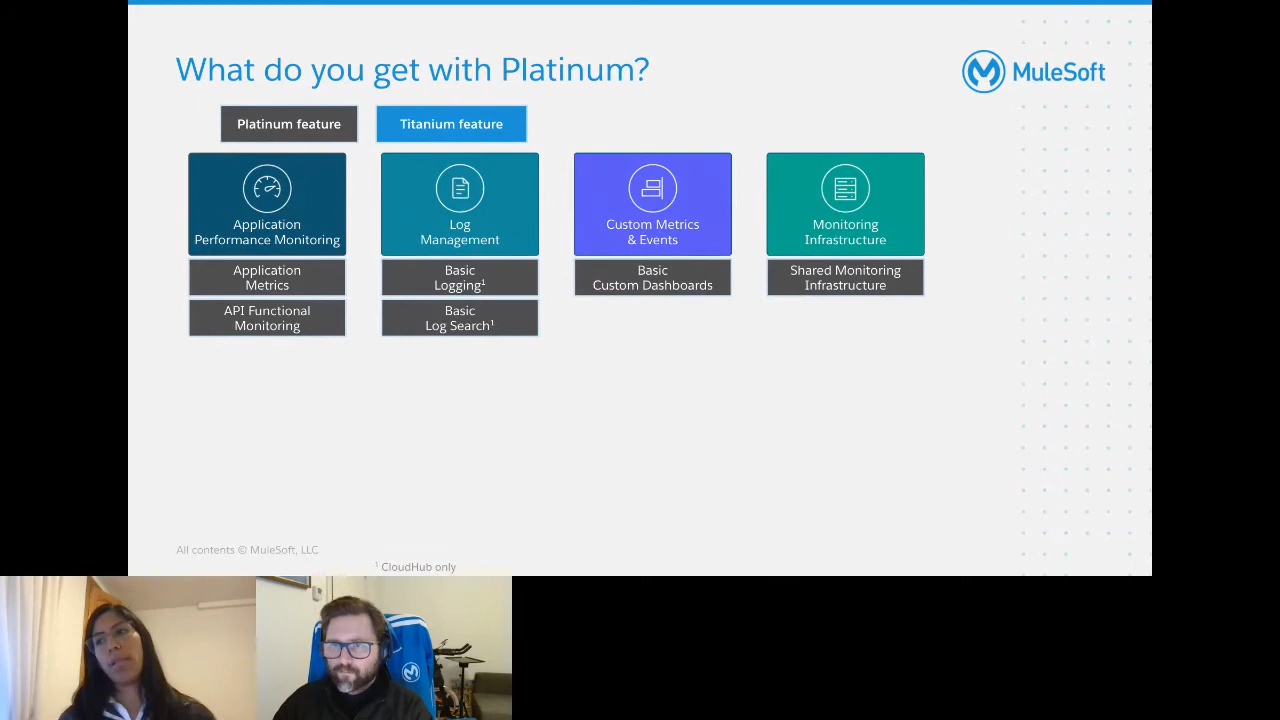 What do you get with Platinum?
MuleSoft
Platinum feature
Titanium feature
Application
Performance Monitoring
Log
Management
Custom Metrics
& Events
Monitoring
Infrastructure
Application
Metrics
Basic
Logging¹
Basic
Custom Dashboards
Shared Monitoring
Infrastructure
API Functional
Monitoring
Basic
Log Search¹
All contents © MuleSoft, LLC
¹ CloudHub only